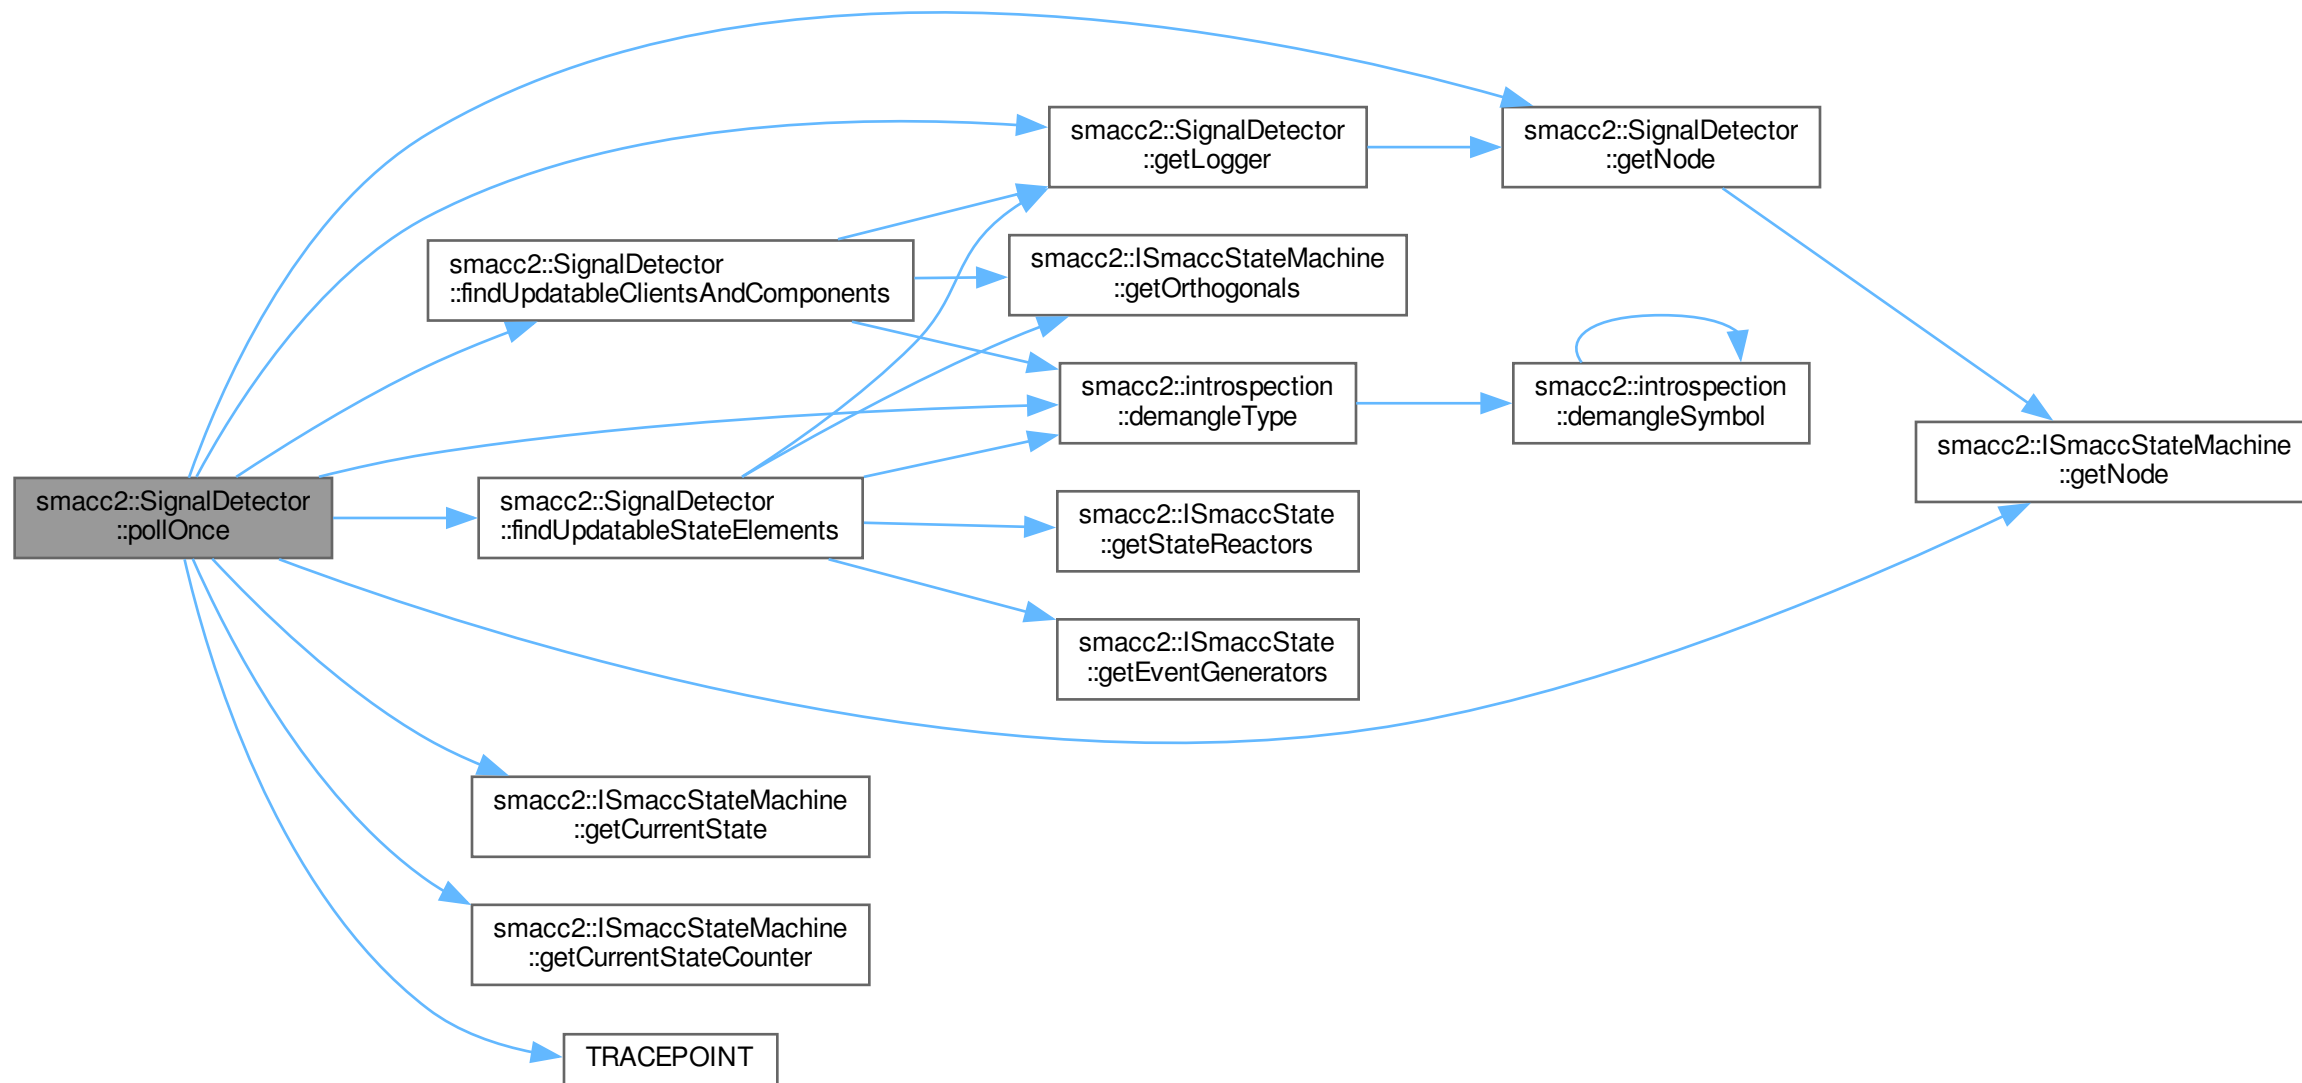 smacc2::SignalDetector
::getLogger
smacc2::SignalDetector
::getNode
smacc2::SignalDetector
::findUpdatableClientsAndComponents
smacc2::ISmaccStateMachine
::getOrthogonals
smacc2::introspection
::demangleType
smacc2::introspection
::demangleSymbol
smacc2::ISmaccStateMachine
::getNode
smacc2::SignalDetector
::pollOnce
smacc2::SignalDetector
::findUpdatableStateElements
smacc2::ISmaccState
::getStateReactors
smacc2::ISmaccState
::getEventGenerators
smacc2::ISmaccStateMachine
::getCurrentState
smacc2::ISmaccStateMachine
::getCurrentStateCounter
TRACEPOINT